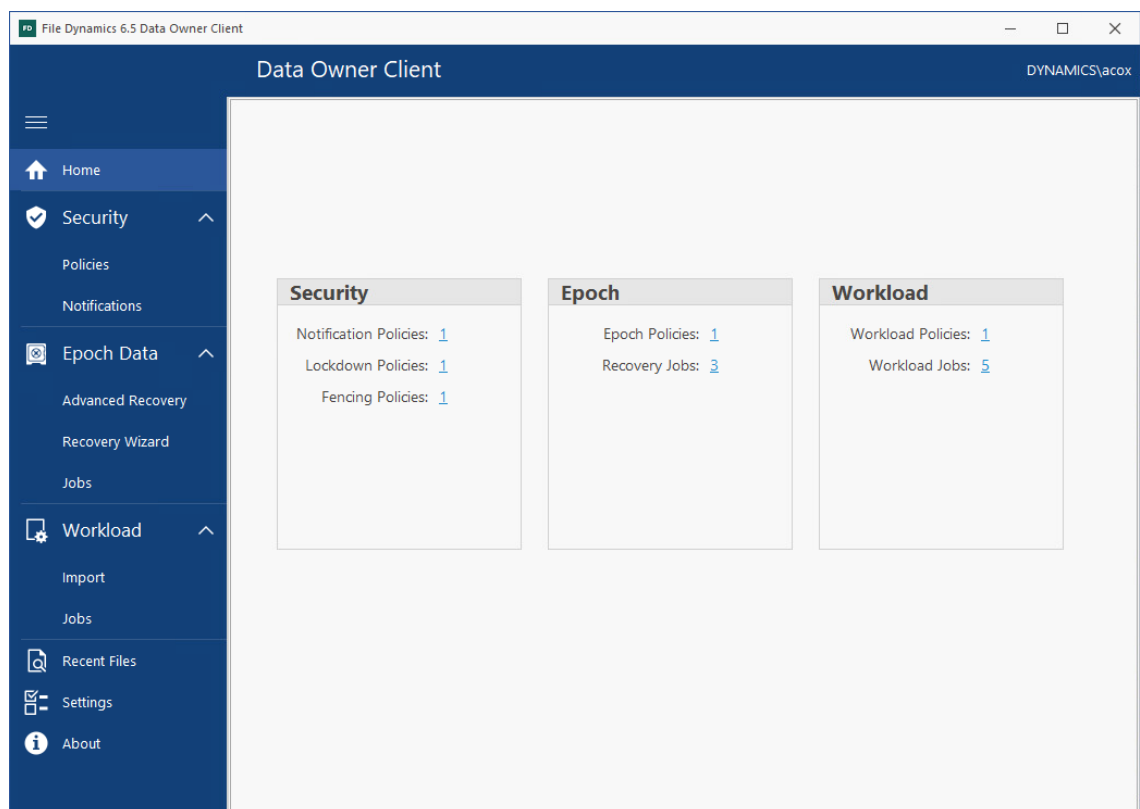 FD File Dynamics 6.5 Data Owner Client
Data Owner Client
DYNAMICS\acox
Home
Security
Policies
Notifications
Epoch Data
Advanced Recovery
Recovery Wizard
Jobs
Workload
Import
Jobs
Recent Files
Settings
About
Security
Notification Policies: 1
Lockdown Policies: 1
Fencing Policies: 1
Epoch
Epoch Policies: 1
Recovery Jobs: 3
Workload
Workload Policies: 1
Workload Jobs: 5